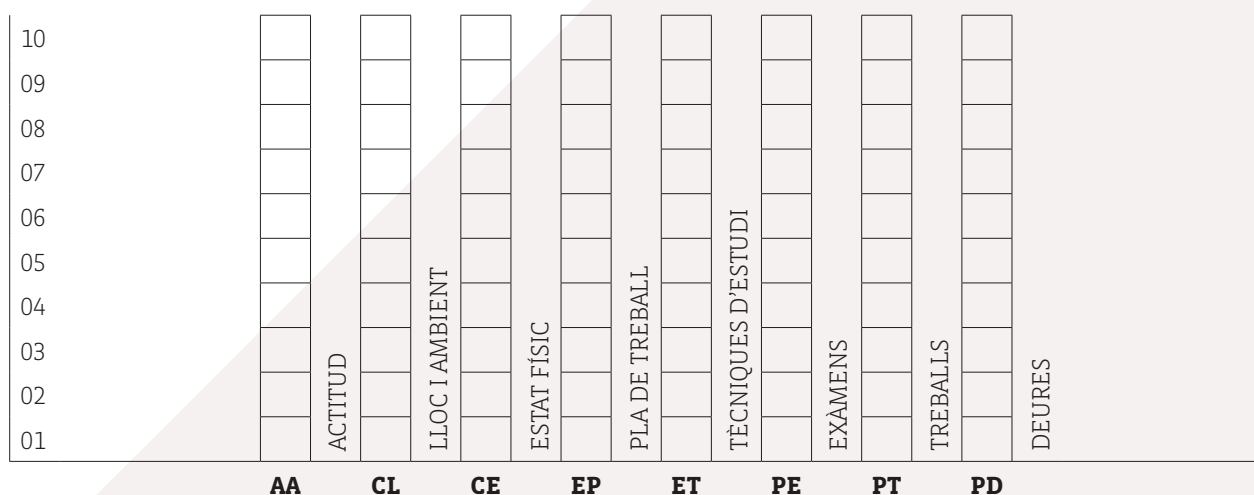 10
09
08
07
06
05
04
03
02
01
ACTITUD
LLOC I AMBIENT
ESTAT FÍSIC
PLA DE TREBALL
TÈCNIQUES D'ESTUDI
EXÀMENS
TREBALLS
DEURES
AA CL CE EP ET PE PT PD